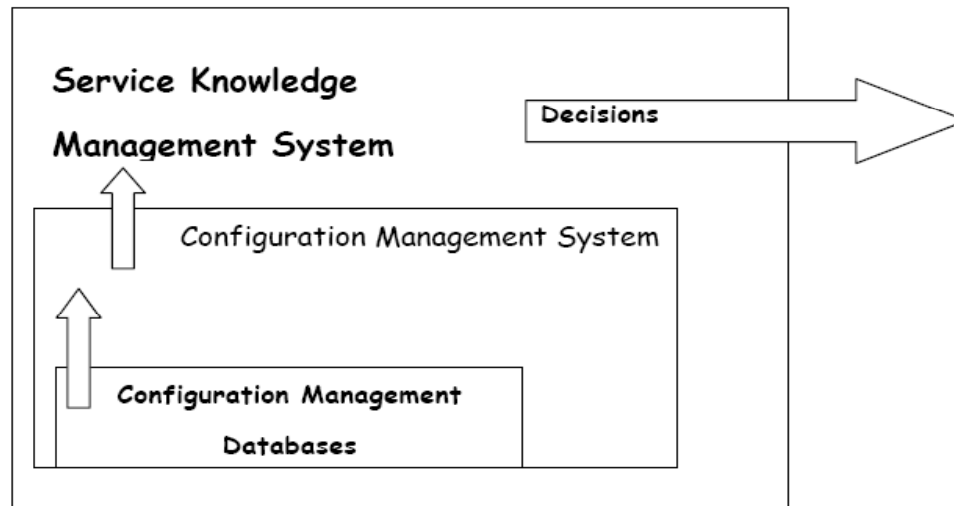 Service Knowledge
Management System
Decisions
Configuration Management System
Configuration Management
Databases